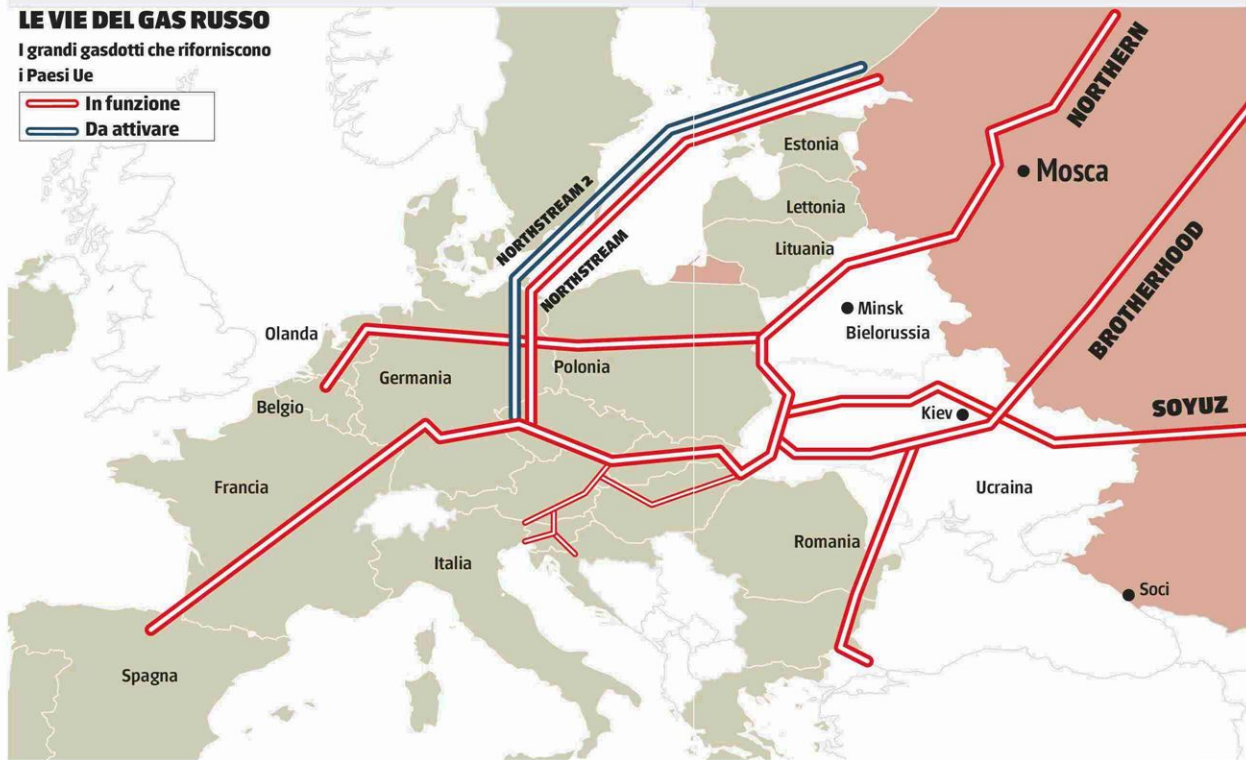 LE VIE DEL GAS RUSSO
I grandi gasdotti che riforniscono
i Paesi Ue
In funzione
Da attivare
NORTHERN
Estonia
Mosca
NORTHSTREAM 2
Lettonia
NORTHSTREAM
Lituania
BROTHERHOOD
Minsk
Bielorussia
Olanda
Polonia
Germania
Belgio
Kiev
SOYUZ
Francia
Ucraina
Romania
Italia
Soci
Spagna